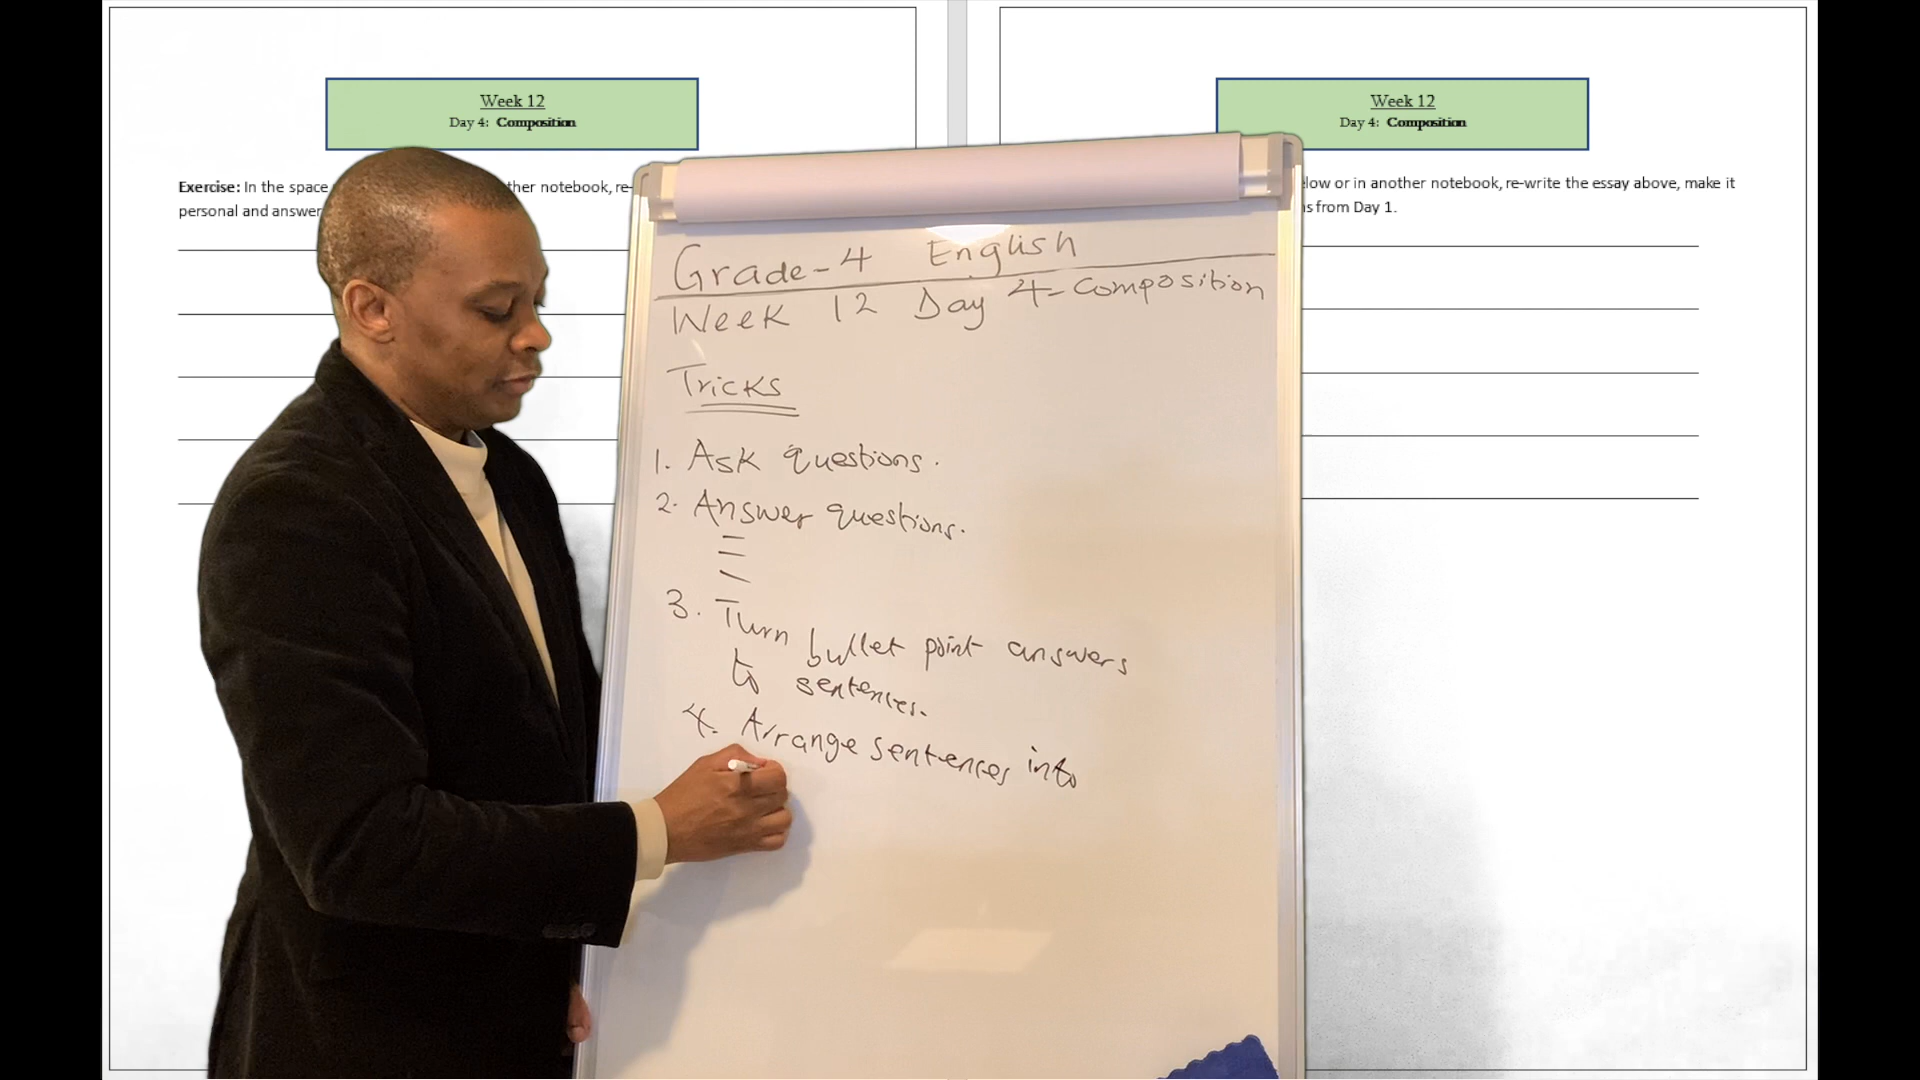 Week 12
Day 4: Composition
Exercise: In the space
ther notebook, re-
personal and answer
Week 12
Day 4: Composition
elow or in another notebook, re-write the essay above, make it
ns from Day 1.
Grade-4 English
Week 12 Day 4-Composition
Tricks
1. Ask questions.
2. Answer questions.
3. Turn bullet point answers
to sentences.
4. Arrange sentences into